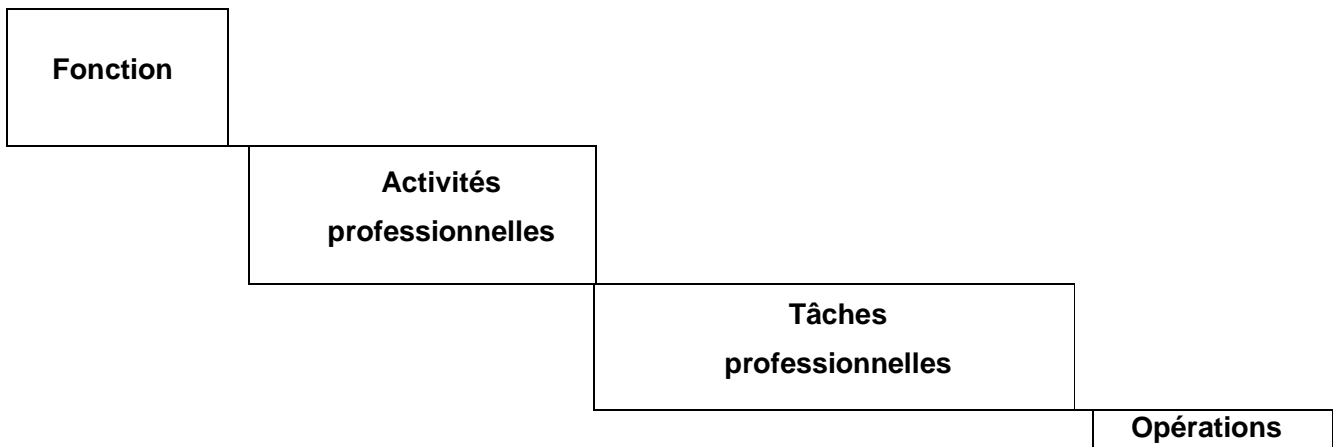 Fonction
Activités
professionnelles
Tâches
professionnelles
Opérations